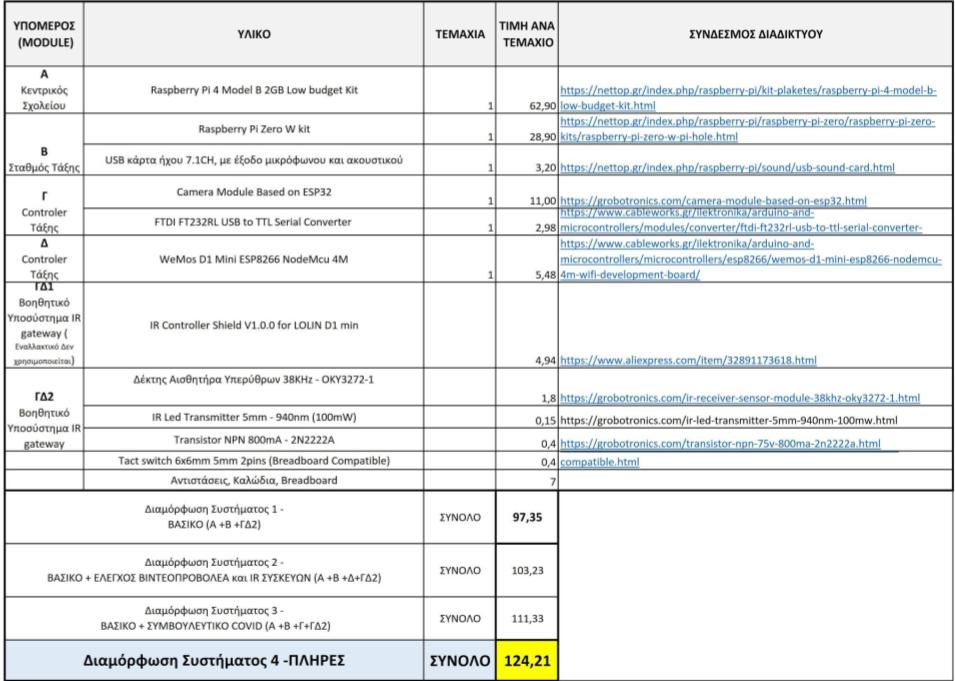 ΥΠΟΜΕΡΟΣ
(MODULE)
ΥΛΙΚΟ
ΤΕΜΑΧΙΑ
ΤΙΜΗ ΑΝΑ
ΤΕΜΑΧΙΟ
ΣΥΝΔΕΣΜΟΣ ΔΙΑΔΙΚΤΥΟΥ
Α
Κεντρικός
Σχολείου
Raspberry Pi 4 Model B 2GB Low budget Kit
1
62,90
https://nettop.gr/index.php/raspberry-pi/kit-plaketes/raspberry-pi-4-model-b-
low-budget-kit.html
Β
Σταθμός Τάξης
Raspberry Pi Zero W kit
1
28,90
https://nettop.gr/index.php/raspberry-pi/raspberry-pi-zero/raspberry-pi-zero-
kits/raspberry-pi-zero-w-pi-hole.html
USB κάρτα ήχου 7.1CH, με έξοδο μικρόφωνου και ακουστικού
1
3,20
https://nettop.gr/index.php/raspberry-pi/sound/usb-sound-card.html
Γ
Controler
Τάξης
Camera Module Based on ESP32
1
11,00
https://grobotronics.com/camera-module-based-on-esp32.html
FTDI FT232RL USB to TTL Serial Converter
1
2,98
https://www.cableworks.gr/ilektronika/arduino-and-
microcontrollers/modules/converter/ftdi-ft232rl-usb-to-ttl-serial-converter-
Δ
Controler
Τάξης
WeMos D1 Mini ESP8266 NodeMcu 4M
1
5,48
https://www.cableworks.gr/ilektronika/arduino-and-
microcontrollers/microcontrollers/esp8266/wemos-d1-mini-esp8266-nodemcu-
4m-wifi-development-board/
ΓΔ1
Βοηθητικό
Υποσύστημα IR
gateway (
Εναλλακτικό Δεν
χρησιμοποιείται)
IR Controller Shield V1.0.0 for LOLIN D1 min
4,94
https://www.aliexpress.com/item/32891173618.html
ΓΔ2
Βοηθητικό
Υποσύστημα IR
gateway
Δέκτης Αισθητήρα Υπερύθρων 38KHz - OKY3272-1
1,8
https://grobotronics.com/ir-receiver-sensor-module-38khz-oky3272-1.html
IR Led Transmitter 5mm - 940nm (100mW)
0,15
https://grobotronics.com/ir-led-transmitter-5mm-940nm-100mw.html
Transistor NPN 800mA - 2N2222A
0,4
https://grobotronics.com/transistor-npn-75v-800ma-2n2222a.html
Tact switch 6x6mm 5mm 2pins (Breadboard Compatible)
0,4
compatible.html
Αντιστάσεις, Καλώδια, Breadboard
7
Διαμόρφωση Συστήματος 1 -
ΒΑΣΙΚΟ (Α +Β +ΓΔ2)
ΣΥΝΟΛΟ
97,35
Διαμόρφωση Συστήματος 2 -
ΒΑΣΙΚΟ + ΕΛΕΓΧΟΣ ΒΙΝΤΕΟΠΡΟΒΟΛΕΑ και IR ΣΥΣΚΕΥΩΝ (Α +Β +Δ+ΓΔ2)
ΣΥΝΟΛΟ
103,23
Διαμόρφωση Συστήματος 3 -
ΒΑΣΙΚΟ + ΣΥΜΒΟΥΛΕΥΤΙΚΟ COVID (Α +Β +Γ+ΓΔ2)
ΣΥΝΟΛΟ
111,33
Διαμόρφωση Συστήματος 4 -ΠΛΗΡΕΣ
ΣΥΝΟΛΟ
124,21